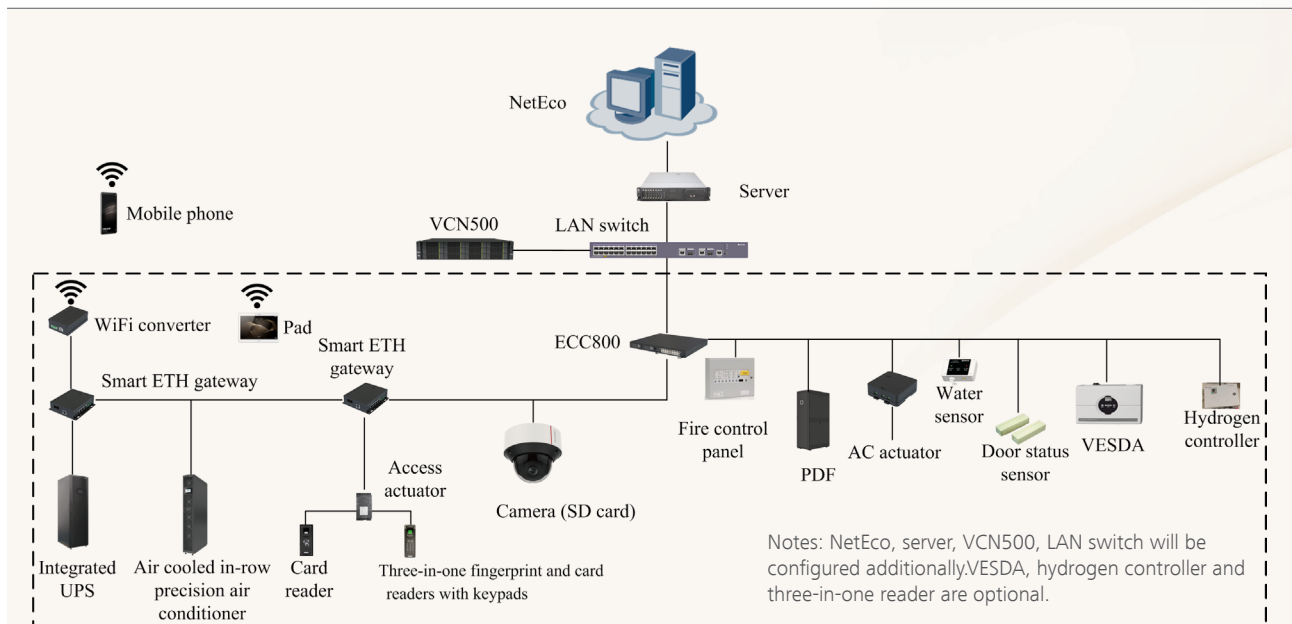 NetEco
Server
Mobile phone
VCN500
LAN switch
WiFi converter
Pad
Smart ETH
gateway
ECC800
Smart ETH gateway
Water
sensor
Fire control
panel
PDF
AC actuator
Door status
sensor
VESDA
Hydrogen
controller
Access
actuator
Camera (SD card)
Integrated
UPS
Air cooled in-row
precision air
conditioner
Card
reader
Three-in-one fingerprint and card
readers with keypads
Notes: NetEco, server, VCN500, LAN switch will be
configured additionally.VESDA, hydrogen controller and
three-in-one reader are optional.